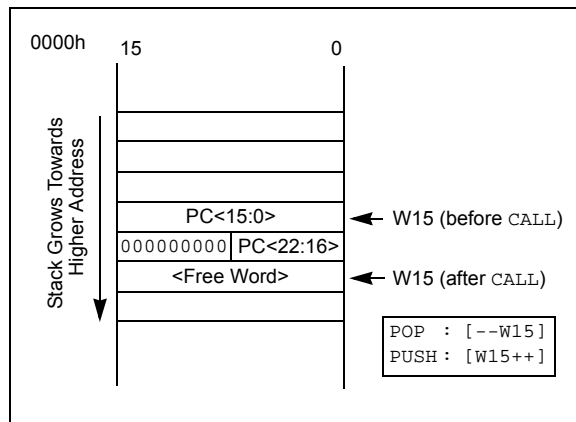 0000h
15 0
Stack Grows Towards
Higher Address
PC<15:0>
W15 (before CALL)
000000000 PC<22:16>
<Free Word>
W15 (after CALL)
POP : [--W15]
PUSH : [W15++]